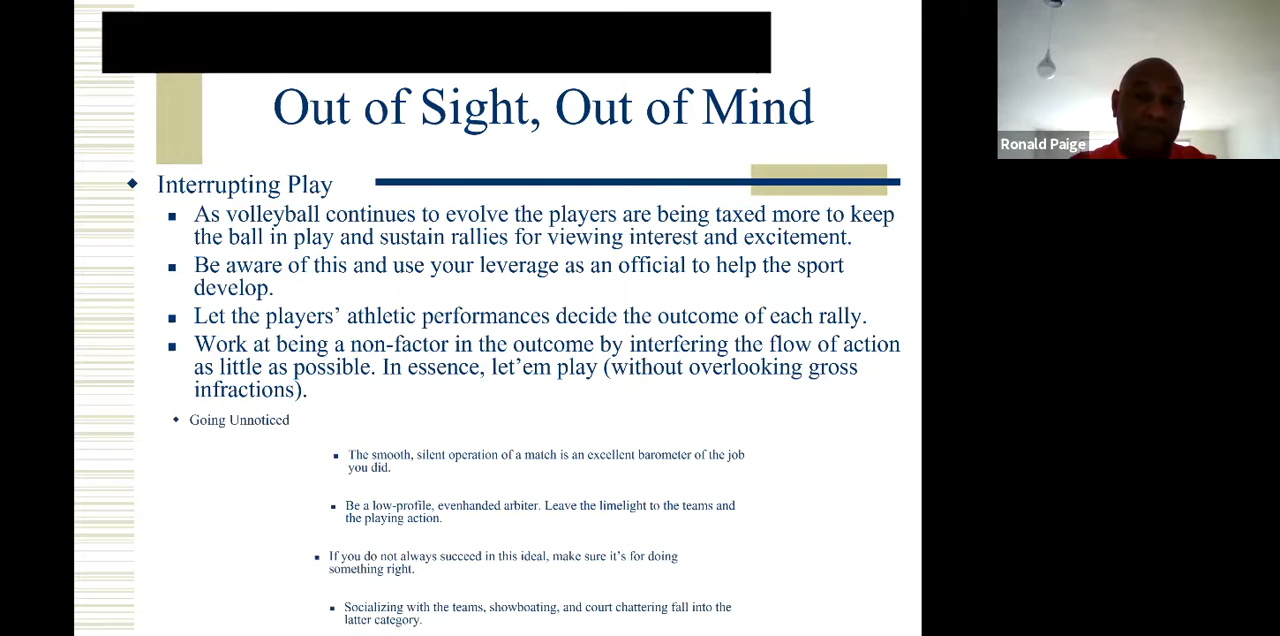 Out of Sight, Out of Mind
Interrupting Play
As volleyball continues to evolve the players are being taxed more to keep
the ball in play and sustain rallies for viewing interest and excitement.
Be aware of this and use your leverage as an official to help the sport
develop.
Let the players’ athletic performances decide the outcome of each rally.
Work at being a non-factor in the outcome by interfering the flow of action
as little as possible. In essence, let’em play (without overlooking gross
infractions).
Going Unnoticed
The smooth, silent operation of a match is an excellent barometer of the job
you did.
Be a low-profile, evenhanded arbiter. Leave the limelight to the teams and
the playing action.
If you do not always succeed in this ideal, make sure it’s for doing
something right.
Socializing with the teams, showboating, and court chattering fall into the
latter category.
Ronald Paige